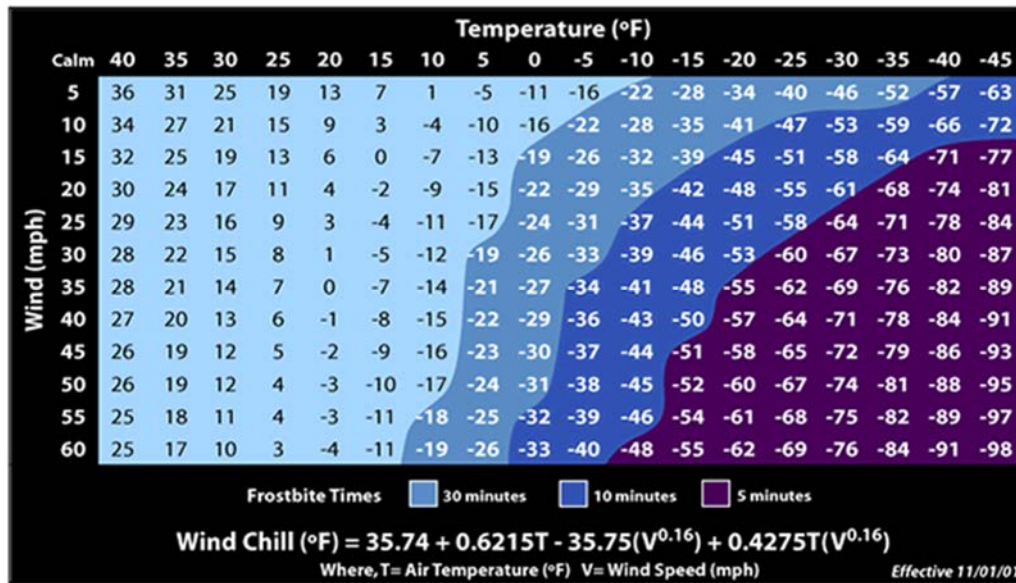 Temperature (ºF)
Calm 40 35 30 25 20 15 10 5 0 -5 -10 -15 -20 -25 -30 -35 -40 -45
Wind (mph)
5 36 31 25 19 13 7 1 -5 -11 -16 -22 -28 -34 -40 -46 -52 -57 -63
10 34 27 21 15 9 3 -4 -10 -16 -22 -28 -35 -41 -47 -53 -59 -66 -72
15 32 25 19 13 6 0 -7 -13 -19 -26 -32 -39 -45 -51 -58 -64 -71 -77
20 30 24 17 11 4 -2 -9 -15 -22 -29 -35 -42 -48 -55 -61 -68 -74 -81
25 29 23 16 9 3 -4 -11 -17 -24 -31 -37 -44 -51 -58 -64 -71 -78 -84
30 28 22 15 8 1 -5 -12 -19 -26 -33 -39 -46 -53 -60 -67 -73 -80 -87
35 28 21 14 7 0 -7 -14 -21 -27 -34 -41 -48 -55 -62 -69 -76 -82 -89
40 27 20 13 6 -1 -8 -15 -22 -29 -36 -43 -50 -57 -64 -71 -78 -84 -91
45 26 19 12 5 -2 -9 -16 -23 -30 -37 -44 -51 -58 -65 -72 -79 -86 -93
50 26 19 12 4 -3 -10 -17 -24 -31 -38 -45 -52 -60 -67 -74 -81 -88 -95
55 25 18 11 4 -3 -11 -18 -25 -32 -39 -46 -54 -61 -68 -75 -82 -89 -97
60 25 17 10 3 -4 -11 -19 -26 -33 -40 -48 -55 -62 -69 -76 -84 -91 -98
Frostbite Times 30 minutes 10 minutes 5 minutes
Wind Chill (ºF) = 35.74 + 0.6215T - 35.75(V0.16) + 0.4275T(V0.16)
Where, T= Air Temperature (ºF) V= Wind Speed (mph)
Effective 11/01/01